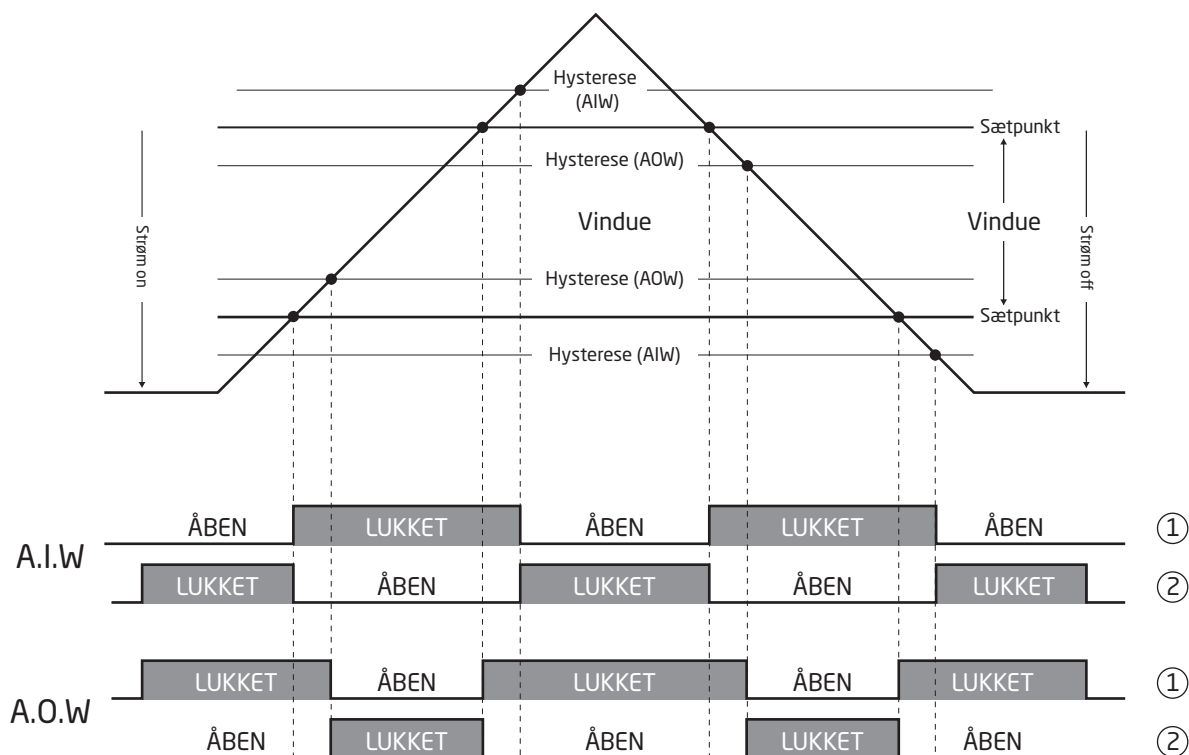 Hysterese
(AIW)
Sætpunkt
Hysterese (AOW)
Strøm on
Vindue
Vindue
Strøm off
Hysterese (AOW)
Sætpunkt
Hysterese (AIW)
A.I.W
ÅBEN LUKKET ÅBEN LUKKET ÅBEN 1
LUKKET ÅBEN LUKKET ÅBEN LUKKET 2
A.O.W
LUKKET ÅBEN LUKKET ÅBEN LUKKET 1
ÅBEN LUKKET ÅBEN LUKKET ÅBEN 2